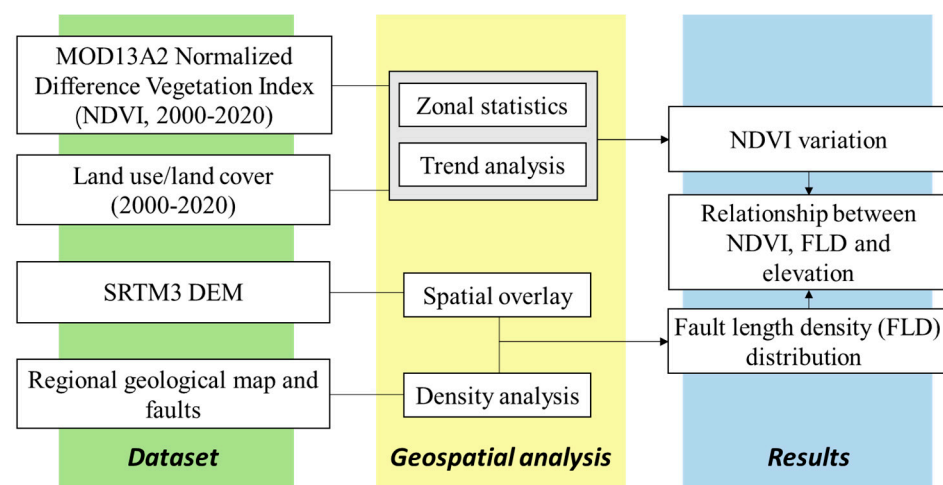 MOD13A2 Normalized
Difference Vegetation Index
(NDVI, 2000-2020)
Land use/land cover
(2000-2020)
SRTM3 DEM
Regional geological map and
faults
Dataset
Zonal statistics
Trend analysis
Spatial overlay
Density analysis
Geospatial analysis
NDVI variation
Relationship between
NDVI, FLD and
elevation
Fault length density (FLD)
distribution
Results